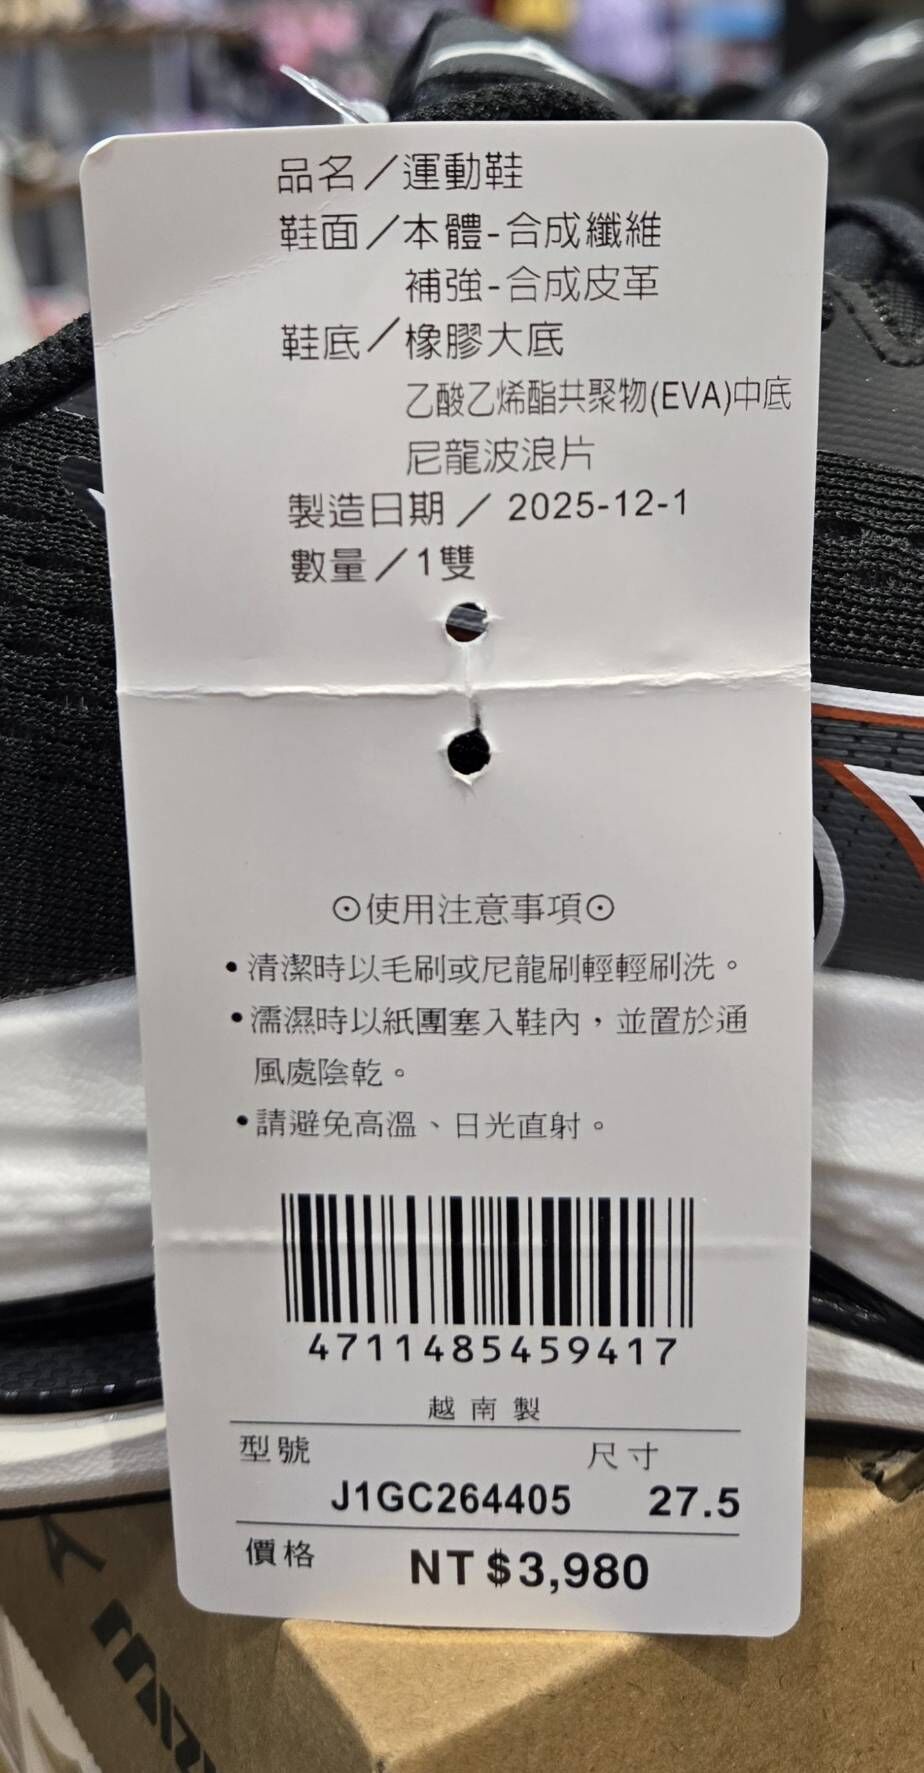 品名／運動鞋
鞋面／本體-合成纖維
補強-合成皮革
鞋底／橡膠大底
乙酸乙烯酯共聚物(EVA)中底
尼龍波浪片
製造日期／ 2025-12-1
數量／1雙
⊙使用注意事項⊙
•清潔時以毛刷或尼龍刷輕輕刷洗。
•濡濕時以紙團塞入鞋內，並置於通
風處陰乾。
•請避免高溫、日光直射。
4711485459417
越南製
型號 尺寸
J1GC264405 27.5
價格 NT$3,980